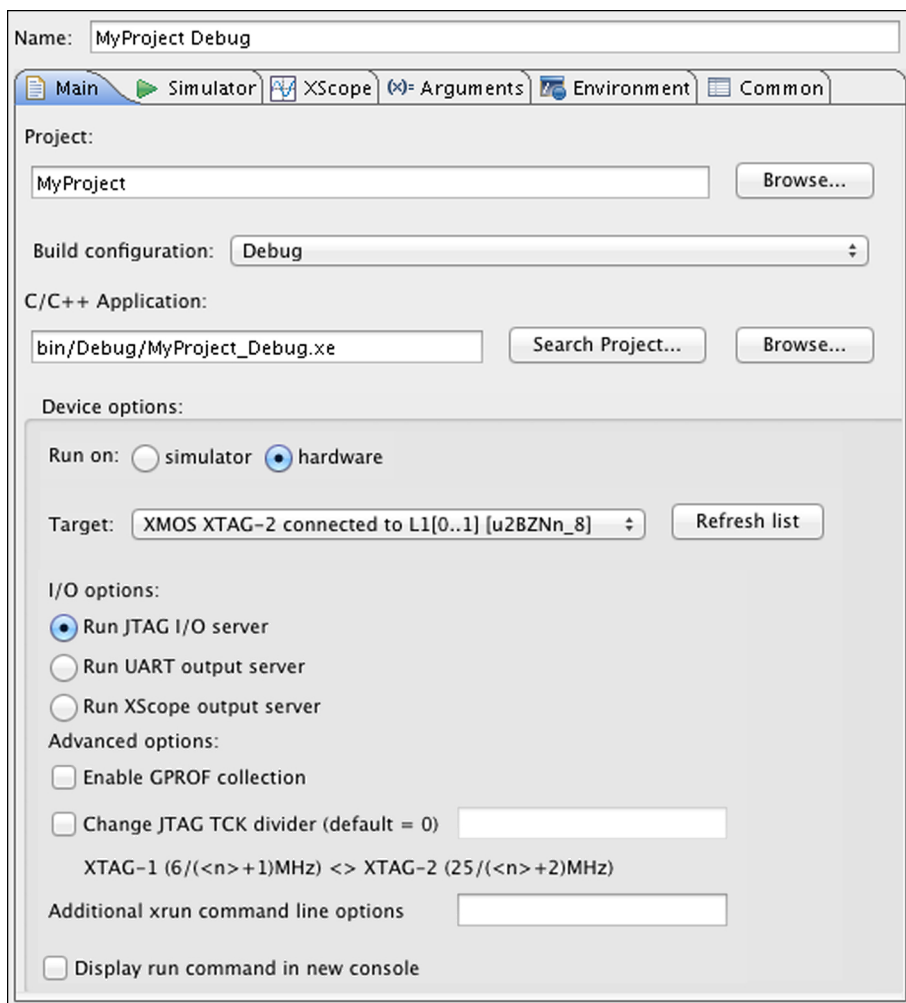 Name: MyProject Debug
Main Simulator XScope (x)= Arguments Environment Common
Project:
MyProject Browse...
Build configuration: Debug
C/C++ Application:
bin/Debug/MyProject_Debug.xe Search Project... Browse...
Device options:
Run on: simulator hardware
Target: XMOS XTAG-2 connected to L1[0..1] [u2BZNn_8] Refresh list
I/O options:
Run JTAG I/O server
Run UART output server
Run XScope output server
Advanced options:
Enable GPROF collection
Change JTAG TCK divider (default = 0)
XTAG-1 (6/(<n>+1)MHz) <> XTAG-2 (25/(<n>+2)MHz)
Additional xrun command line options
Display run command in new console